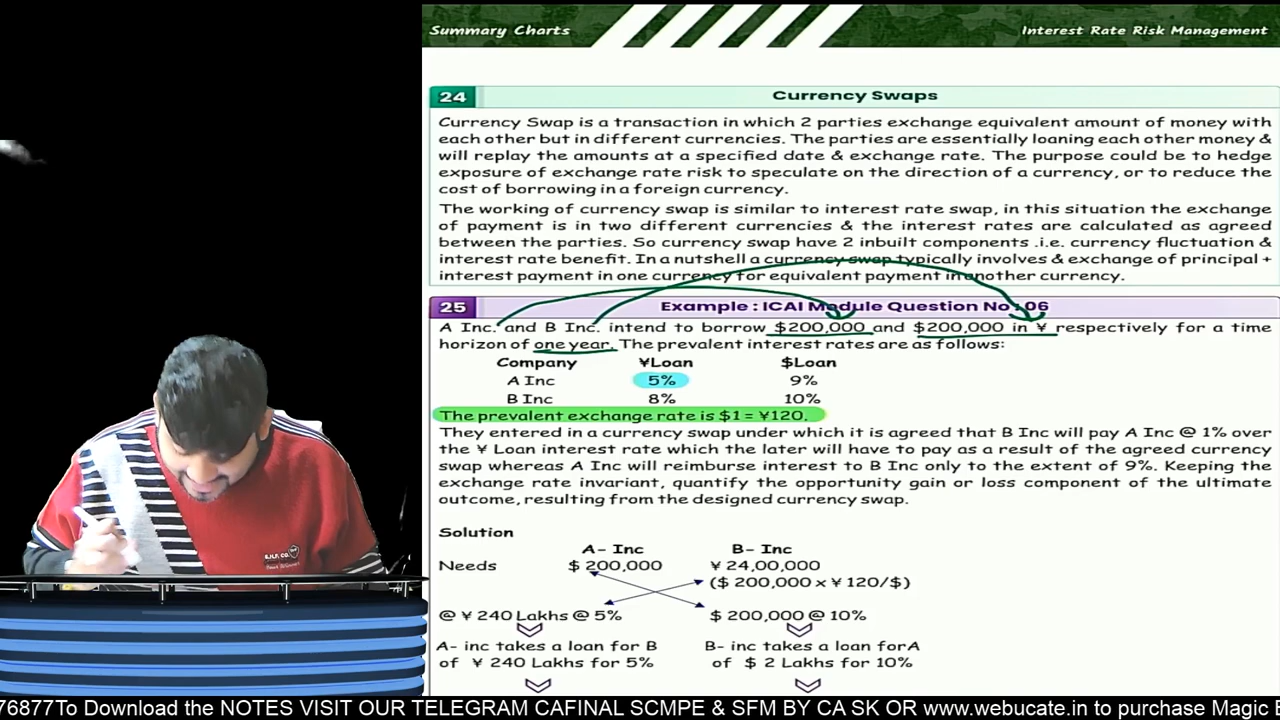 Summary Charts
Interest Rate Risk Management
24
Currency Swaps
Currency Swap is a transaction in which 2 parties exchange equivalent amount of money with
each other but in different currencies. The parties are essentially loaning each other money &
will replay the amounts at a specified date & exchange rate. The purpose could be to hedge
exposure of exchange rate risk to speculate on the direction of a currency, or to reduce the
cost of borrowing in a foreign currency.
The working of currency swap is similar to interest rate swap, in this situation the exchange
of payment is in two different currencies & the interest rates are calculated as agreed
between the parties. So currency swap have 2 inbuilt components .i.e. currency fluctuation &
interest rate benefit. In a nutshell a currency swap typically involves & exchange of principal +
interest payment in one currency for equivalent payment in another currency.
25
Example : ICAI Module Question No : 06
A Inc. and B Inc. intend to borrow $200,000 and $200,000 in ¥ respectively for a time
horizon of one year. The prevalent interest rates are as follows:
Company ¥Loan $Loan
A Inc 5% 9%
B Inc 8% 10%
The prevalent exchange rate is $1 = ¥120.
They entered in a currency swap under which it is agreed that B Inc will pay A Inc @ 1% over
the ¥ Loan interest rate which the later will have to pay as a result of the agreed currency
swap whereas A Inc will reimburse interest to B Inc only to the extent of 9%. Keeping the
exchange rate invariant, quantify the opportunity gain or loss component of the ultimate
outcome, resulting from the designed currency swap.
Solution
A- Inc B- Inc
Needs $ 200,000 ¥ 24,00,000
($ 200,000 x ¥ 120/$)
@ ¥ 240 Lakhs @ 5% $ 200,000 @ 10%
A- inc takes a loan for B B- inc takes a loan for A
of ¥ 240 Lakhs for 5% of $ 2 Lakhs for 10%
S.H.F. CO.
76877To Download the NOTES VISIT OUR TELEGRAM CAFINAL SCMPE & SFM BY CA SK OR www.webucate.in to purchase Magic